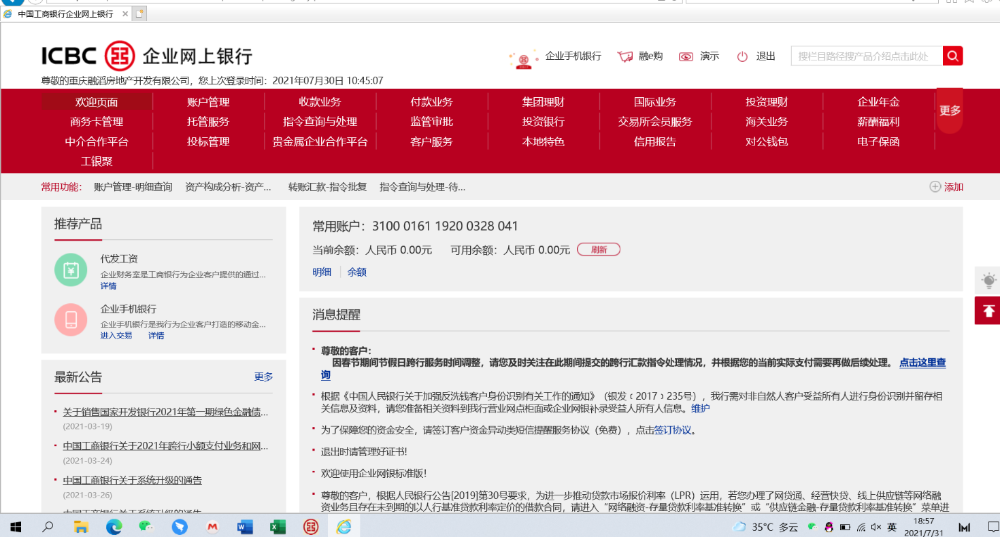 中国工商银行企业网上银行
ICBC 企业网上银行
企业手机银行 融e购 演示 退出 搜栏目路径搜产品介绍点击此处
尊敬的重庆融滔房地产开发有限公司，您上次登录时间：2021年07月30日 10:45:07
欢迎页面 账户管理 收款业务 付款业务 集团理财 国际业务 投资理财 企业年金
更多
商务卡管理 托管服务 指令查询与处理 监管审批 投资银行 交易所会员服务 海关业务 薪酬福利
中介合作平台 投标管理 贵金属企业合作平台 客户服务 本地特色 信用报告 对公钱包 电子保函
工银聚
常用功能： 账户管理-明细查询 资产构成分析-资产... 转账汇款-指令批复 指令查询与处理-待... 添加
推荐产品
代发工资
企业财务室是工商银行为企业客户提供的通过...
详情
企业手机银行
企业手机银行是我行为企业客户打造的移动金...
进入交易 详情
最新公告 更多
关于销售国家开发银行2021年第一期绿色金融债...
(2021-03-19)
中国工商银行关于2021年跨行小额支付业务和网...
(2021-03-24)
中国工商银行关于系统升级的通告
(2021-03-26)
中国工商银行关于系统升级的通告
常用账户：3100 0161 1920 0328 041
当前余额：人民币 0.00元 可用余额：人民币 0.00元 刷新
明细 余额
消息提醒
尊敬的客户：
因春节期间节假日跨行服务时间调整，请您及时关注在此期间提交的跨行汇款指令处理情况，并根据您的当前实际支付需要再做后续处理。 点击这里查
询
根据《中国人民银行关于加强反洗钱客户身份识别有关工作的通知》（银发﹝2017﹞235号），我行需对非自然人客户受益所有人进行身份识别并留存相
关信息及资料，请您准备相关资料到我行营业网点柜面或企业网银补录受益人所有人信息。维护
为了保障您的资金安全，请签订客户资金异动类短信提醒服务协议（免费），点击签订协议。
退出时请管理好证书!
欢迎使用企业网银标准版！
尊敬的客户，根据人民银行公告[2019]第30号要求，为进一步推动贷款市场报价利率（LPR）运用，若您办理了网贷通、经营快贷、线上供应链等网络融
资业务且存在未到期的以人行基准贷款利率定价的借款合同，请进入“网络融资-存量贷款利率基准转换”或“供应链金融-存量贷款利率基准转换”菜单进
35°C 多云 英 18:57
2021/7/31